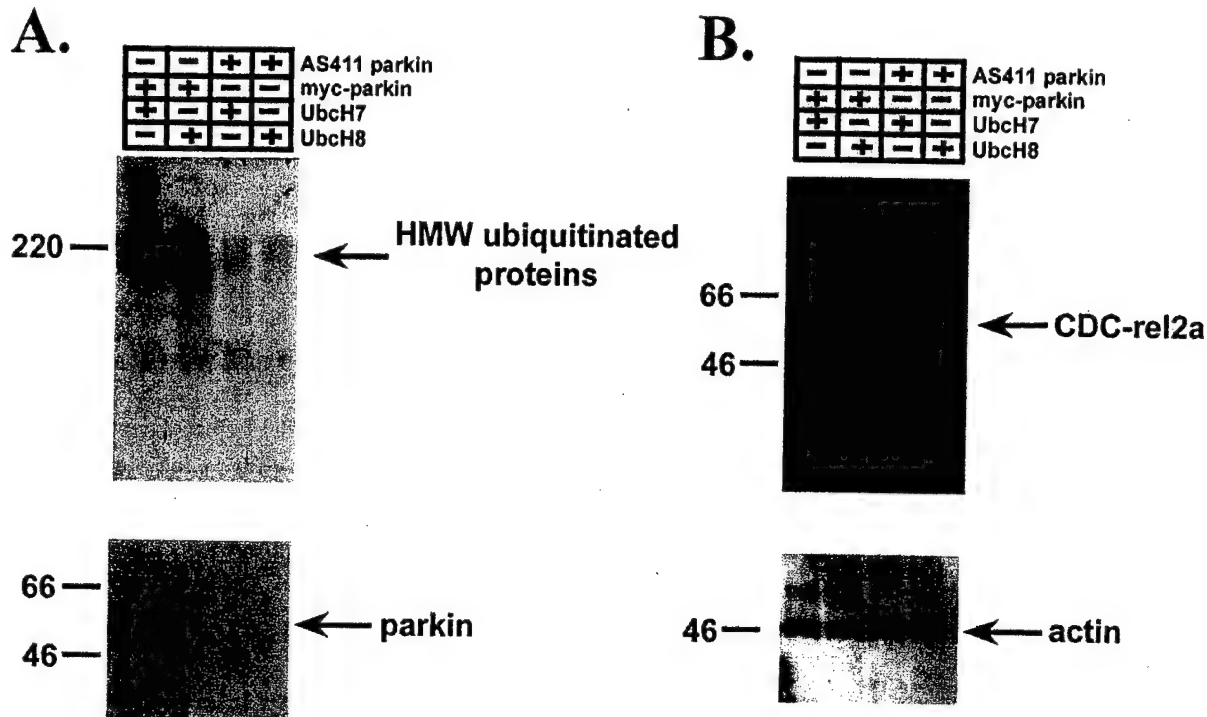 A.
− − + + AS411 parkin
+ + − − myc-parkin
+ − + − UbcH7
− + − + UbcH8
220
HMW ubiquitinated
proteins
66
46
parkin
B.
− − + + AS411 parkin
+ + − − myc-parkin
+ − + − UbcH7
− + − + UbcH8
66
46
CDC-rel2a
46
actin